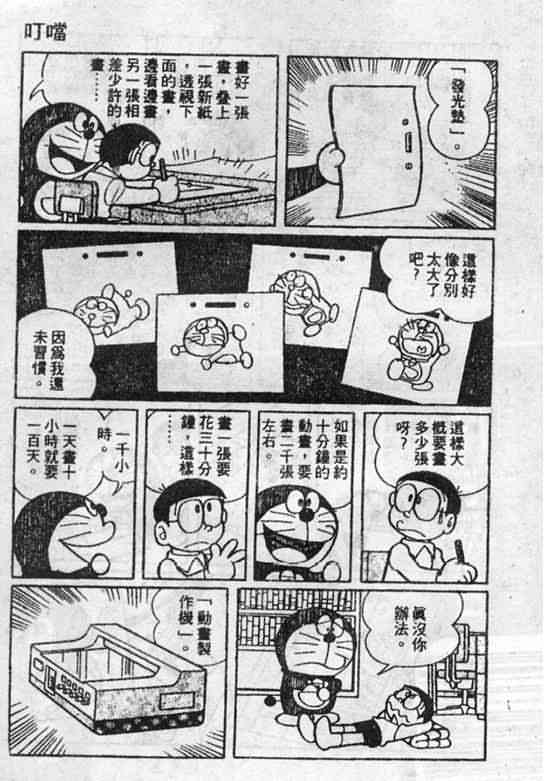 叮噹
「發光墊」。
畫好一張
畫，疊上
一張新紙
，透視下
面的畫，
邊看邊畫
另一張相
差少許的
畫……
這樣好
像分別
太大了
吧？
因為我還
未習慣。
這樣大
概要畫
多少張
呀？
如果是約
十分鐘的
動畫，要
畫二千張
左右。
畫一張要
花三十分
鐘，這樣
……
一千小
時。
一天畫十
小時就要
一百天。
眞沒你
辦法。
「動畫製
作機」。